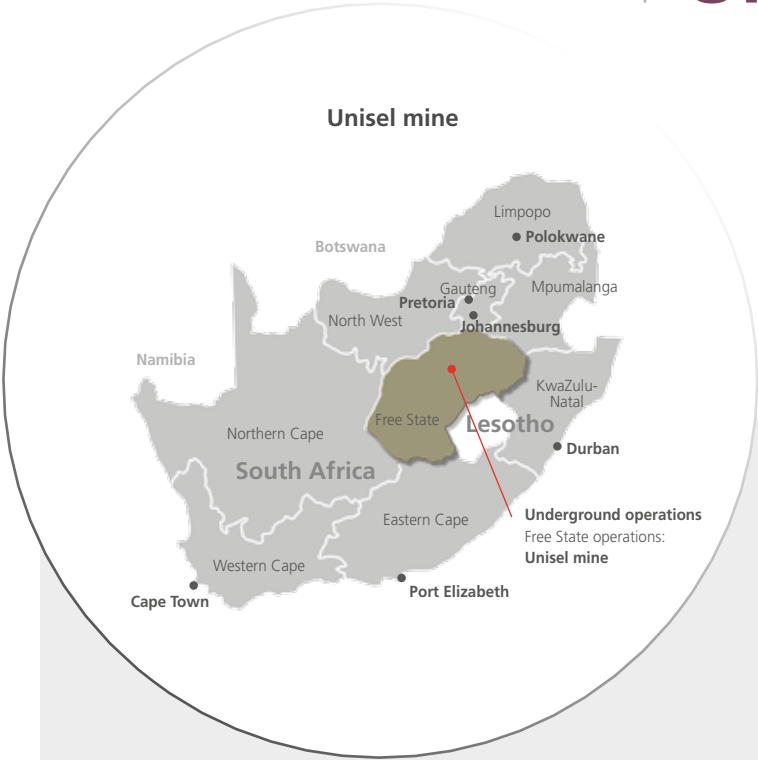 Unisel mine
Limpopo
Polokwane
Botswana
Gauteng
Mpumalanga
Pretoria
North West
Johannesburg
Namibia
KwaZulu-
Natal
Free State
Lesotho
Northern Cape
Durban
South Africa
Underground operations
Free State operations:
Unisel mine
Eastern Cape
Western Cape
Port Elizabeth
Cape Town